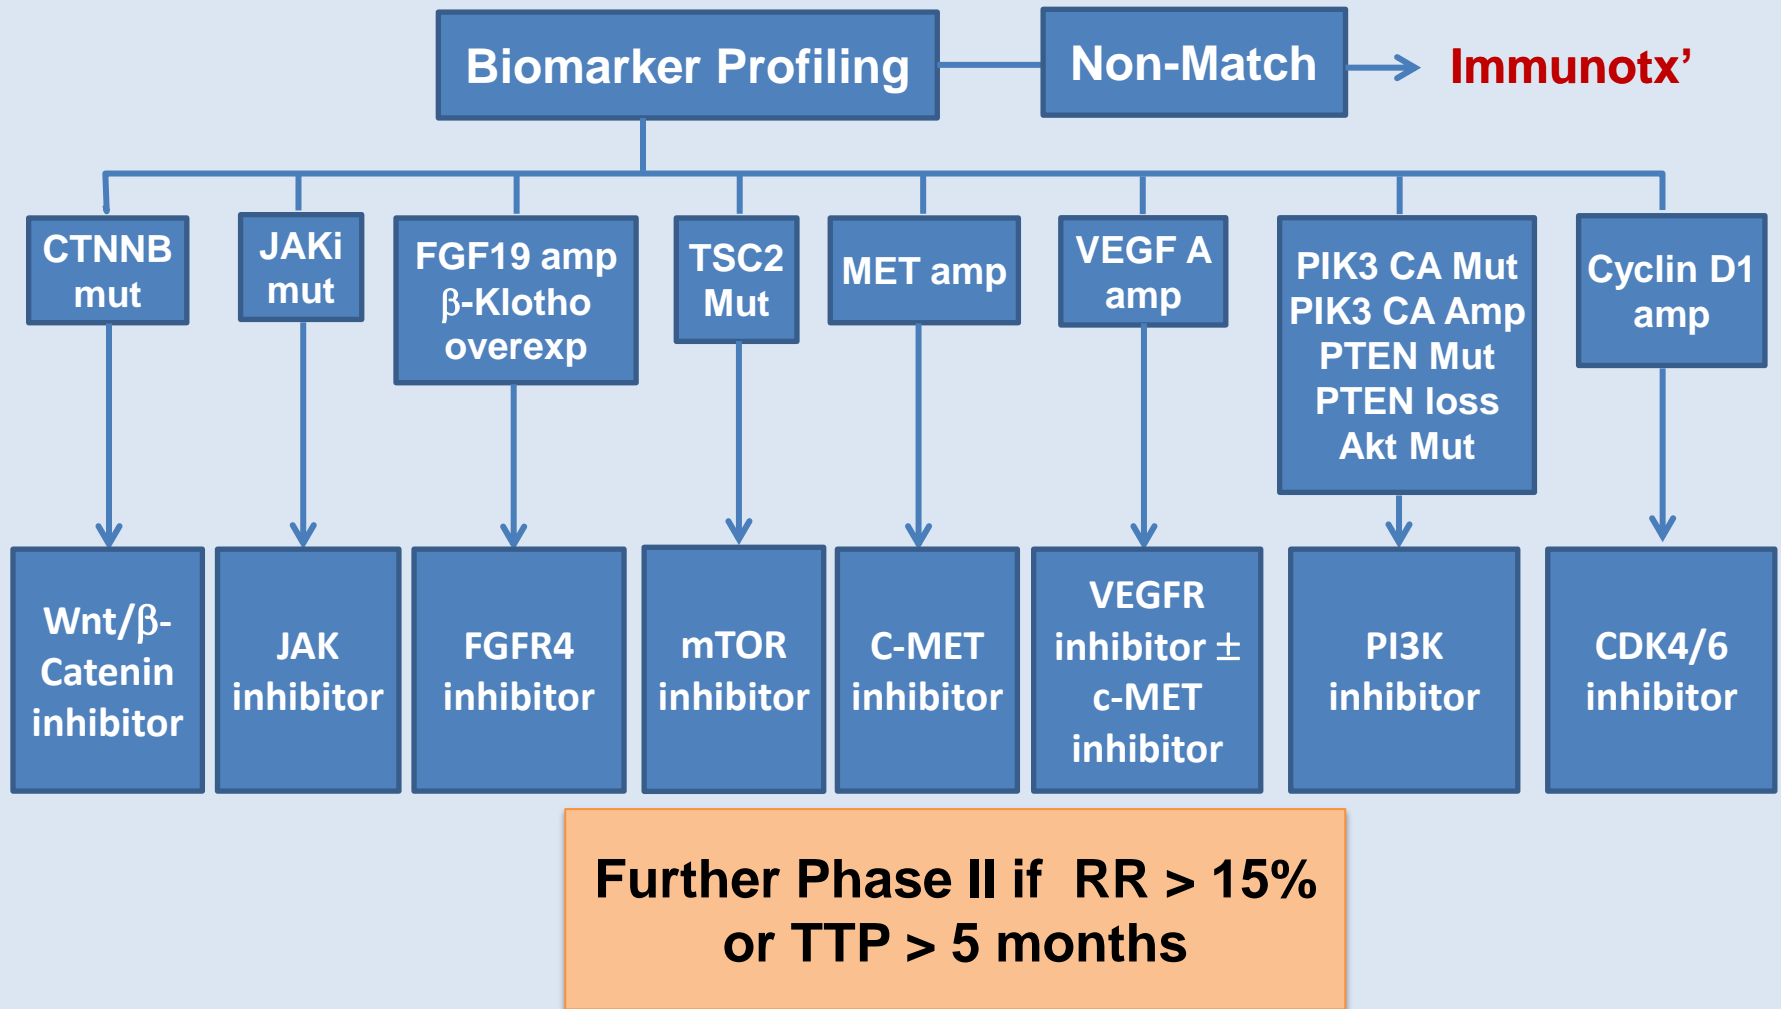 Biomarker Profiling
Non-Match
Immunotx’
CTNNB
mut
JAKi
mut
FGF19 amp
β-Klotho
overexp
TSC2
Mut
MET amp
VEGF A
amp
PIK3 CA Mut
PIK3 CA Amp
PTEN Mut
PTEN loss
Akt Mut
Cyclin D1
amp
Wnt/β-
Catenin
inhibitor
JAK
inhibitor
FGFR4
inhibitor
mTOR
inhibitor
C-MET
inhibitor
VEGFR
inhibitor ±
c-MET
inhibitor
PI3K
inhibitor
CDK4/6
inhibitor
Further Phase II if RR > 15%
or TTP > 5 months